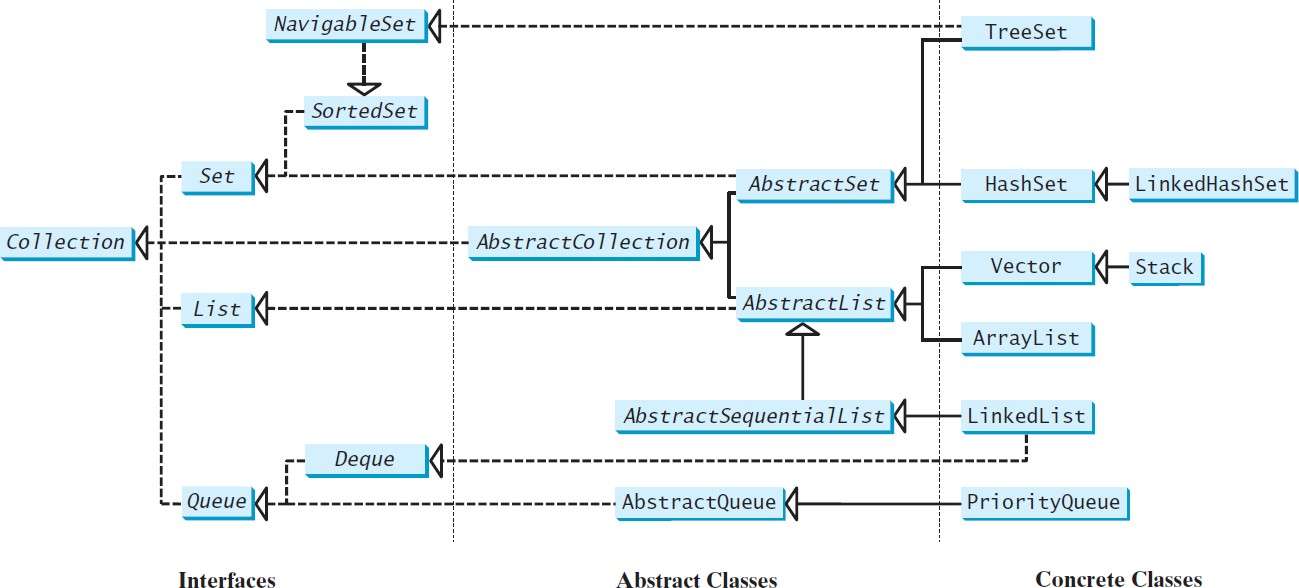 NavigableSet
TreeSet
SortedSet
Set
AbstractSet
HashSet
LinkedHashSet
Collection
AbstractCollection
Vector
Stack
List
AbstractList
ArrayList
AbstractSequentialList
LinkedList
Deque
Queue
AbstractQueue
PriorityQueue
Interfaces
Abstract Classes
Concrete Classes